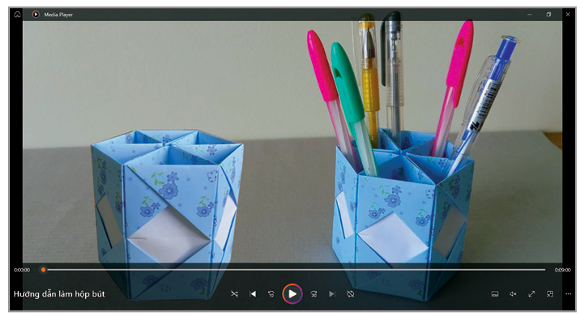 Media Player
0:00:00
0:09:00
Hướng dẫn làm hộp bút